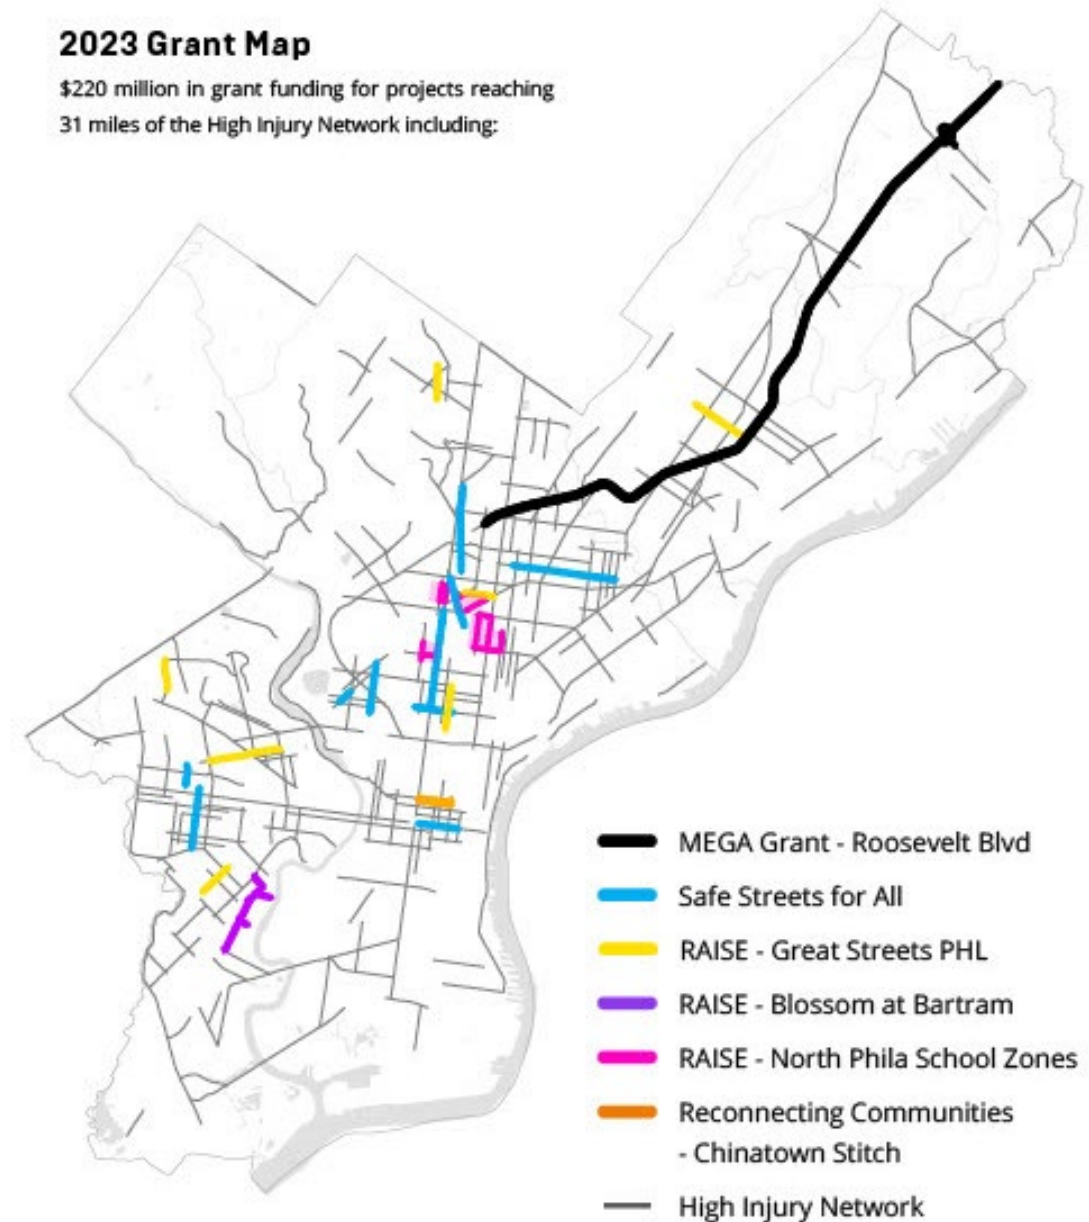 2023 Grant Map
$220 million in grant funding for projects reaching
31 miles of the High Injury Network including:
MEGA Grant - Roosevelt Blvd
Safe Streets for All
RAISE - Great Streets PHL
RAISE - Blossom at Bartram
RAISE - North Phila School Zones
Reconnecting Communities
- Chinatown Stitch
High Injury Network